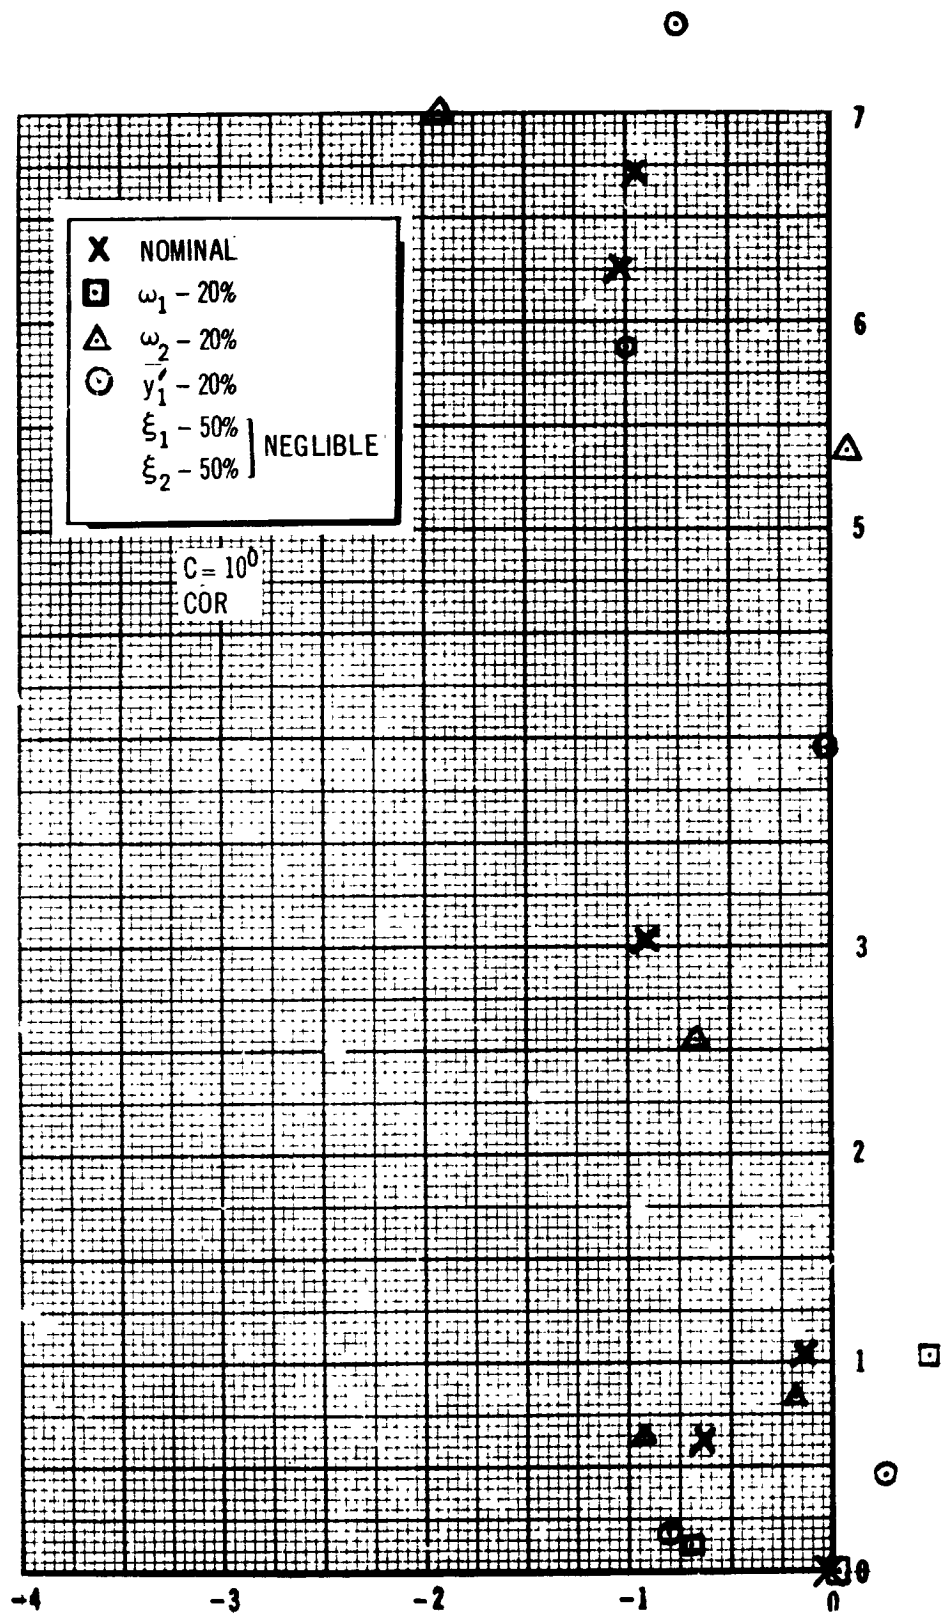 7
X NOMINAL
ω1 – 20%
6
ω2 – 20%
y̅1′ – 20%
ξ1 – 50%
NEGLIBLE
ξ2 – 50%
5
C = 10⁰
COR
3
2
1
0
-4 -3 -2 -1 0